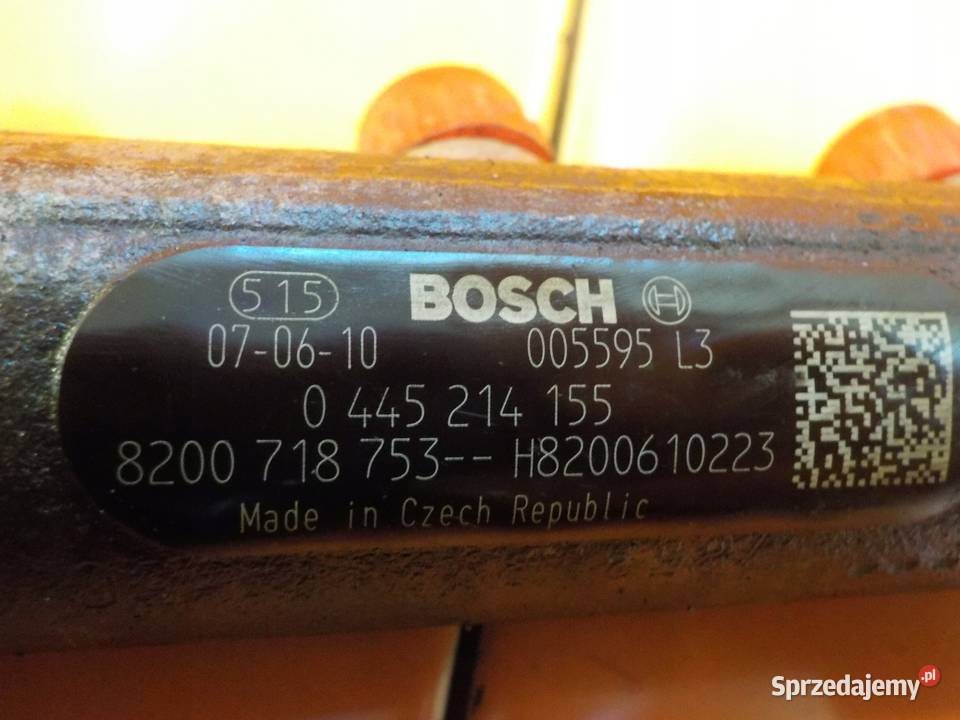 515 BOSCH H
07-06-10 005595 L3
0 445 214 155
8200 718 753-- H8200610223
Made in Czech Republic
Sprzedajemy.pl